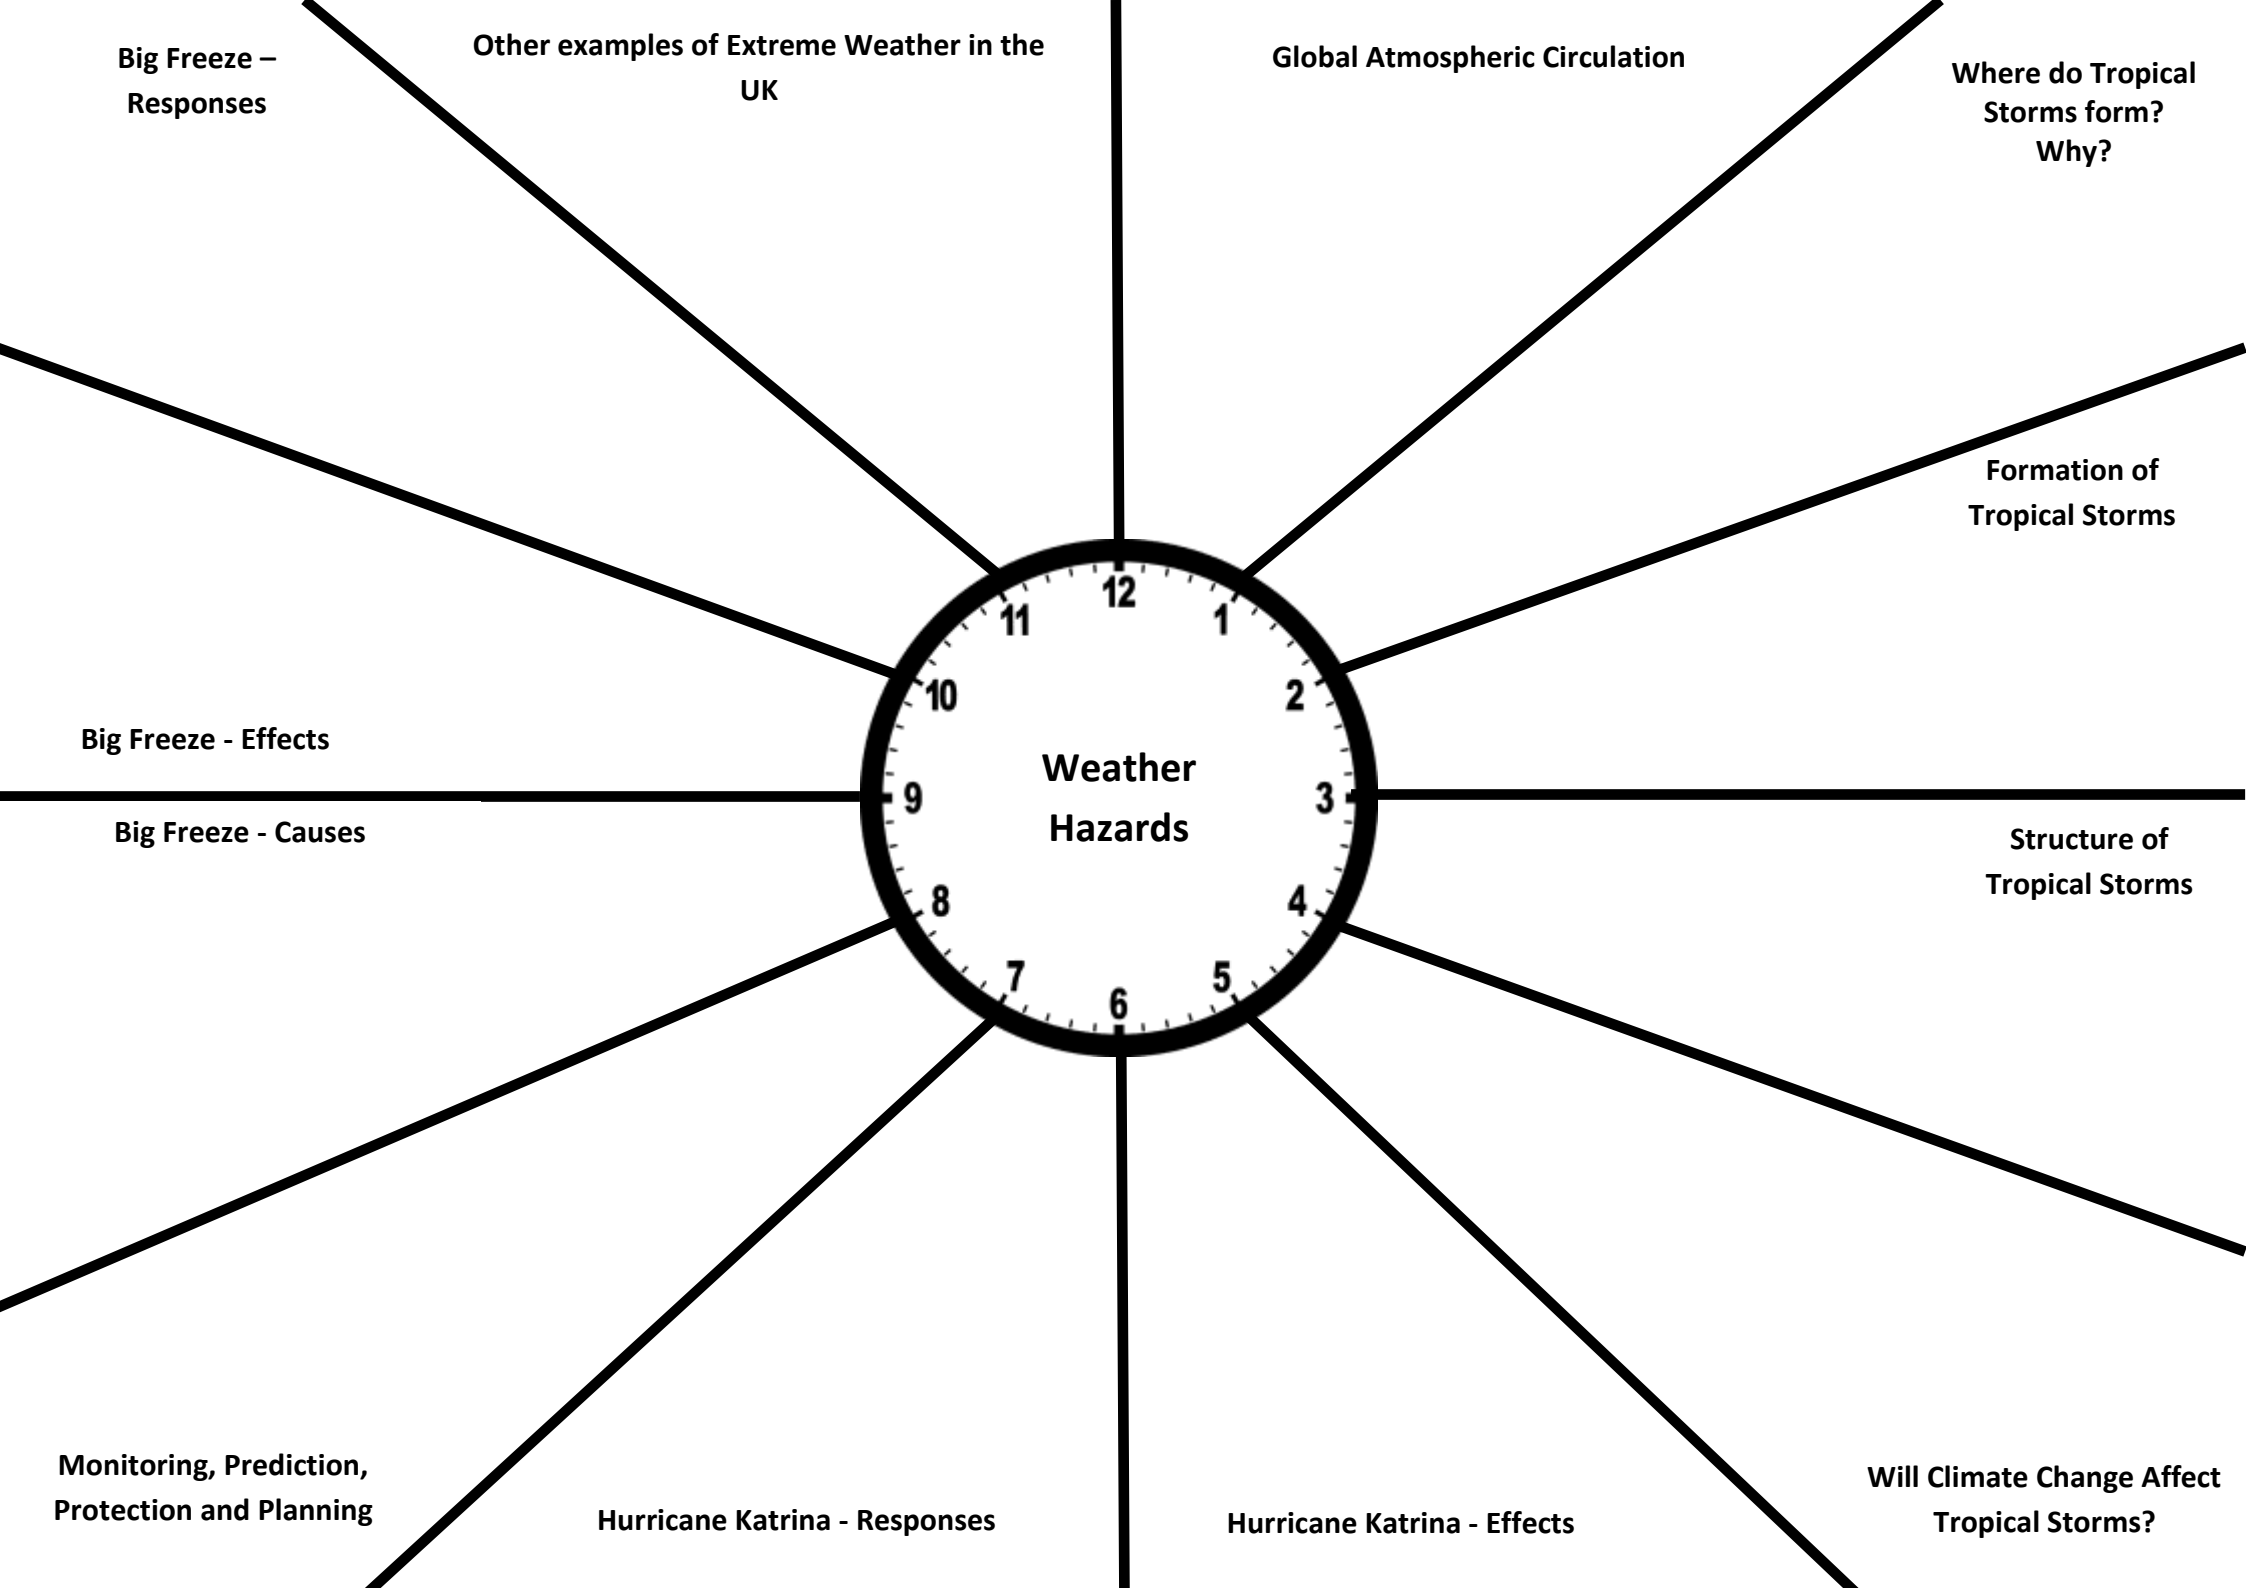 Big Freeze –
Responses
Other examples of Extreme Weather in the
UK
Global Atmospheric Circulation
Where do Tropical
Storms form?
Why?
Formation of
Tropical Storms
Structure of
Tropical Storms
Will Climate Change Affect
Tropical Storms?
Hurricane Katrina - Effects
Hurricane Katrina - Responses
Monitoring, Prediction,
Protection and Planning
Big Freeze - Causes
Big Freeze - Effects
Weather
Hazards
12
1
2
3
4
5
6
7
8
9
10
11